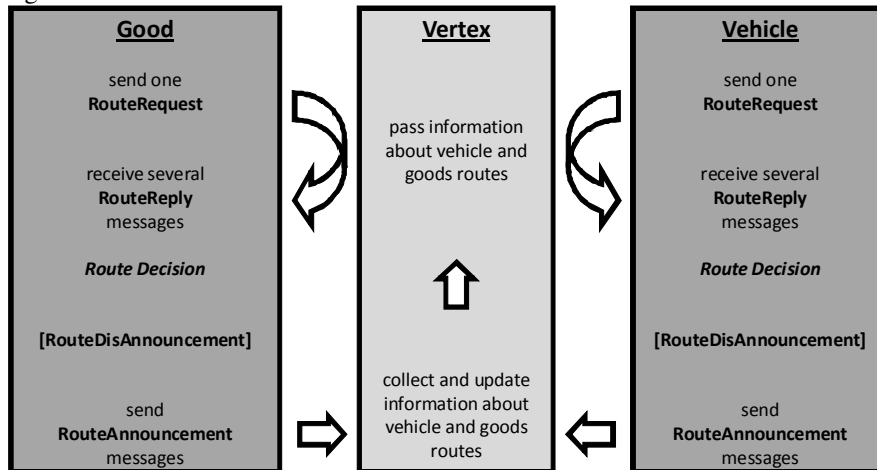 Good
send one
RouteRequest
receive several
RouteReply
messages
Route Decision
[RouteDisAnnouncement]
send
RouteAnnouncement
messages
Vertex
pass information
about vehicle and
goods routes
collect and update
information about
vehicle and goods
routes
Vehicle
send one
RouteRequest
receive several
RouteReply
messages
Route Decision
[RouteDisAnnouncement]
send
RouteAnnouncement
messages